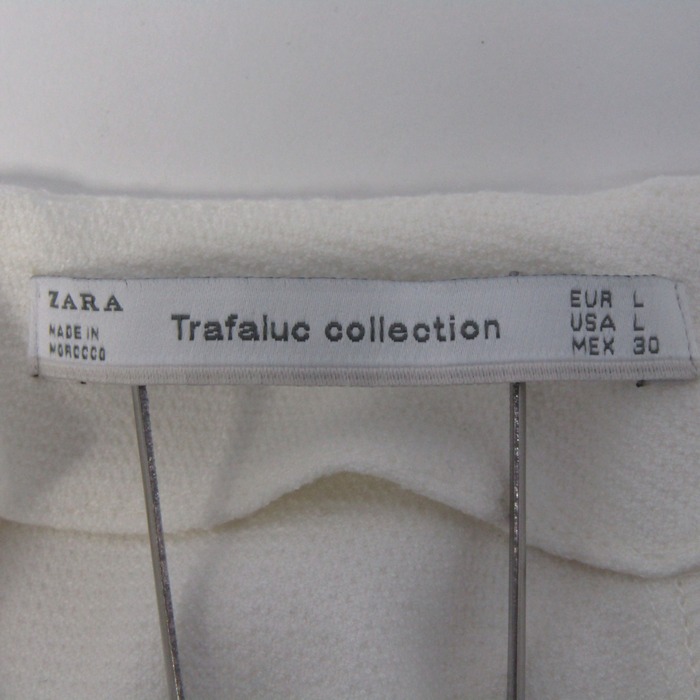 ZARA
MADE IN
MOROCCO
Trafaluc collection
EUR L
USA L
MEX 30